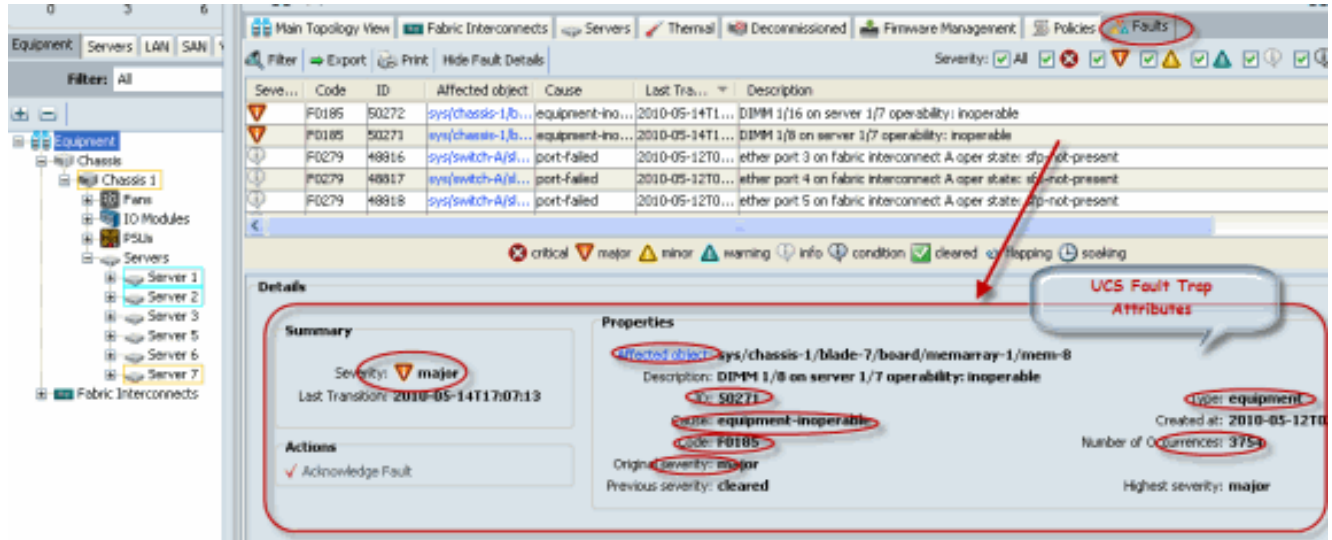 0 3 6
Equipment Servers LAN SAN
Filter: All
Equipment
Chassis
Chassis 1
Fans
IO Modules
PSUs
Servers
Server 1
Server 2
Server 3
Server 5
Server 6
Server 7
Fabric Interconnects
Main Topology View Fabric Interconnects Servers Thermal Decommissioned Firmware Management Policies Faults
Filter Export Print Hide Fault Details Severity: All
Seve... Code ID Affected object Cause Last Tra... Description
F0185 50272 sys/chassis-1/b... equipment-ino... 2010-05-14T1... DIMM 1/16 on server 1/7 operability: inoperable
F0185 50271 sys/chassis-1/b... equipment-ino... 2010-05-14T1... DIMM 1/8 on server 1/7 operability: inoperable
F0279 48816 sys/switch-A/sl... port-failed 2010-05-12T0... ether port 3 on fabric interconnect A oper state: sfp-not-present
F0279 48817 sys/switch-A/sl... port-failed 2010-05-12T0... ether port 4 on fabric interconnect A oper state: sfp-not-present
F0279 48818 sys/switch-A/sl... port-failed 2010-05-12T0... ether port 5 on fabric interconnect A oper state: sfp-not-present
critical major minor warning info condition cleared flapping soaking
Details
UCS Fault Trap
Attributes
Summary
Severity: major
Last Transition: 2010-05-14T17:07:13
Actions
Acknowledge Fault
Properties
Affected object: sys/chassis-1/blade-7/board/memarray-1/mem-8
Description: DIMM 1/8 on server 1/7 operability: inoperable
ID: 50271 Type: equipment
Cause: equipment-inoperable Created at: 2010-05-12T0
Code: F0185 Number of Occurrences: 3754
Original severity: major
Previous severity: cleared Highest severity: major